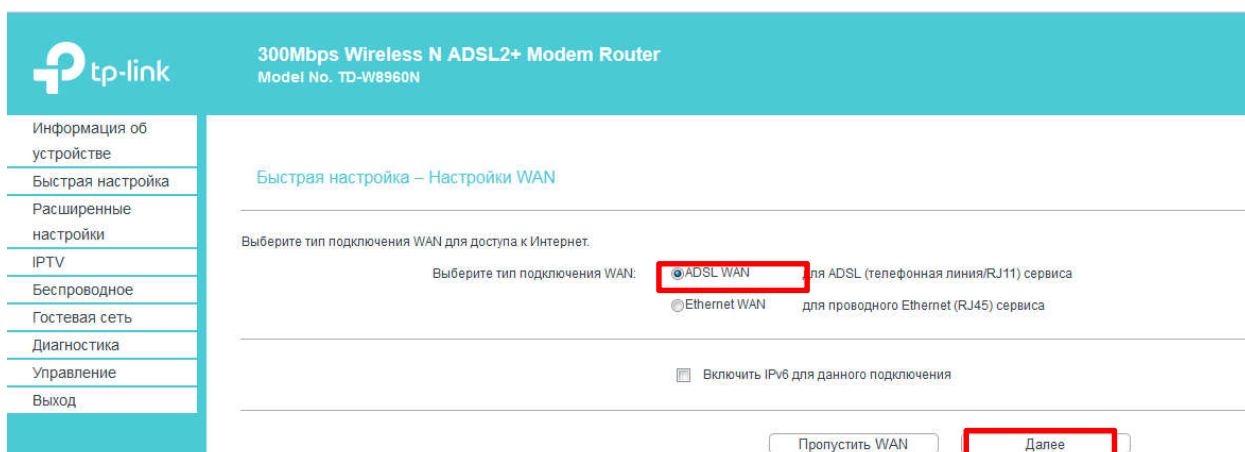 tp-link
300Mbps Wireless N ADSL2+ Modem Router
Model No. TD-W8960N
Информация об
устройстве
Быстрая настройка
Расширенные
настройки
IPTV
Беспроводное
Гостевая сеть
Диагностика
Управление
Выход
Быстрая настройка – Настройки WAN
Выберите тип подключения WAN для доступа к Интернет.
Выберите тип подключения WAN: ADSL WAN для ADSL (телефонная линия/RJ11) сервиса
Ethernet WAN для проводного Ethernet (RJ45) сервиса
Включить IPv6 для данного подключения
Пропустить WAN Далее